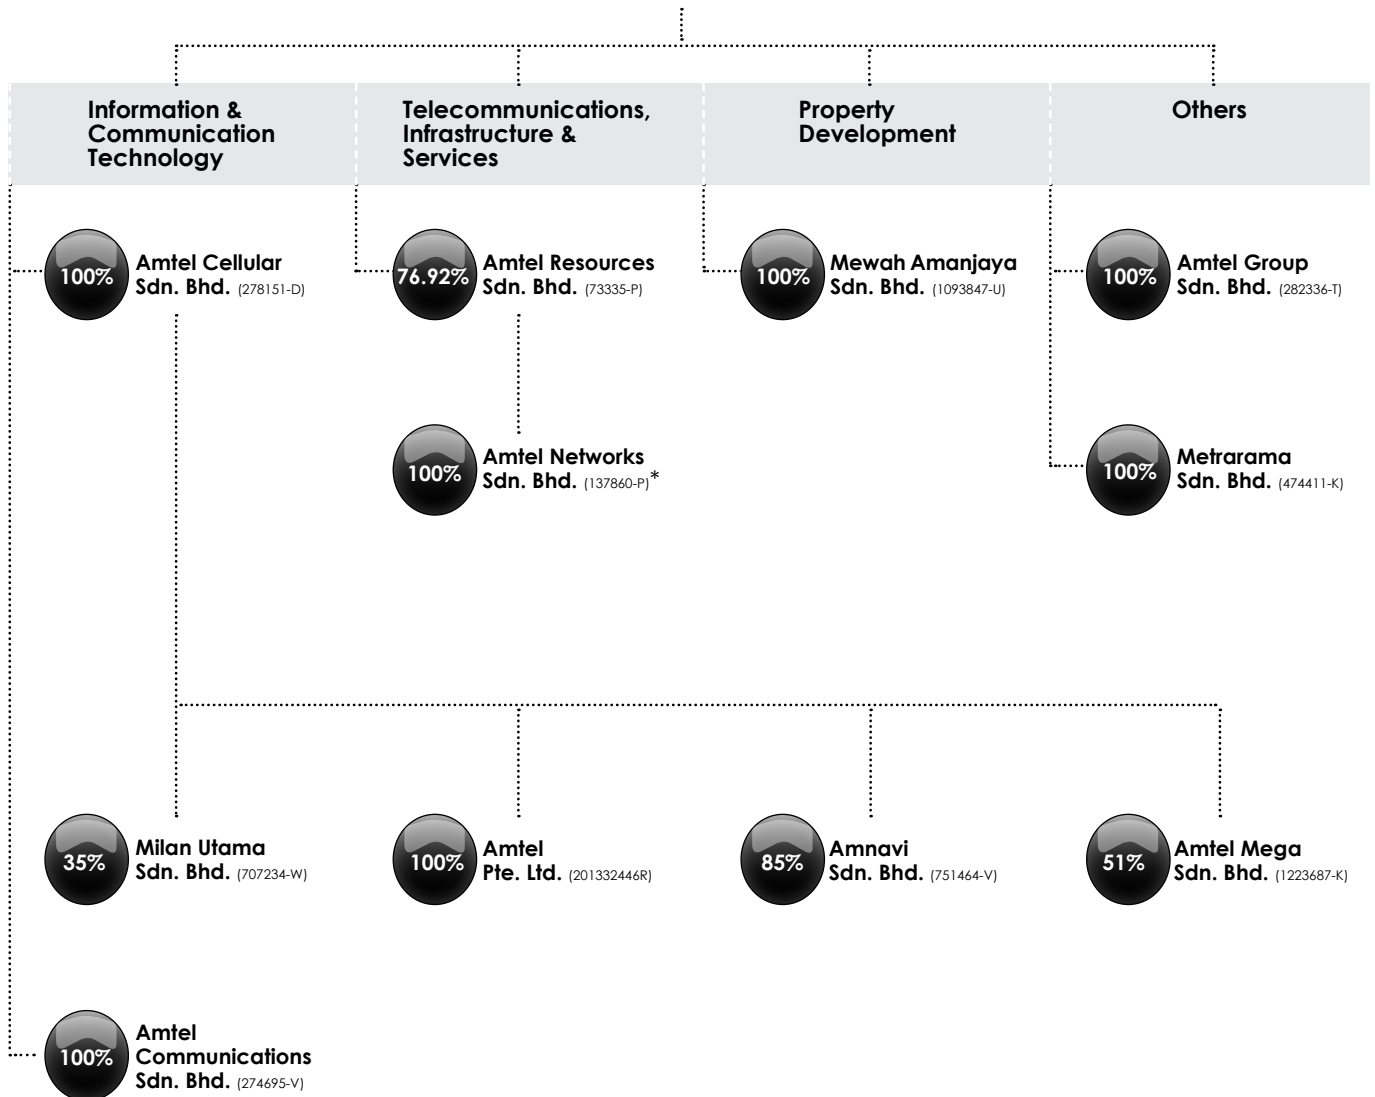 Information &
Communication
Technology
Telecommunications,
Infrastructure &
Services
Property
Development
Others
100%
Amtel Cellular
Sdn. Bhd. (278151-D)
76.92%
Amtel Resources
Sdn. Bhd. (73335-P)
100%
Mewah Amanjaya
Sdn. Bhd. (1093847-U)
100%
Amtel Group
Sdn. Bhd. (282336-T)
100%
Amtel Networks
Sdn. Bhd. (137860-P)*
100%
Metrarama
Sdn. Bhd. (474411-K)
35%
Milan Utama
Sdn. Bhd. (707234-W)
100%
Amtel
Pte. Ltd. (201332446R)
85%
Amnavi
Sdn. Bhd. (751464-V)
51%
Amtel Mega
Sdn. Bhd. (1223687-K)
100%
Amtel
Communications
Sdn. Bhd. (274695-V)